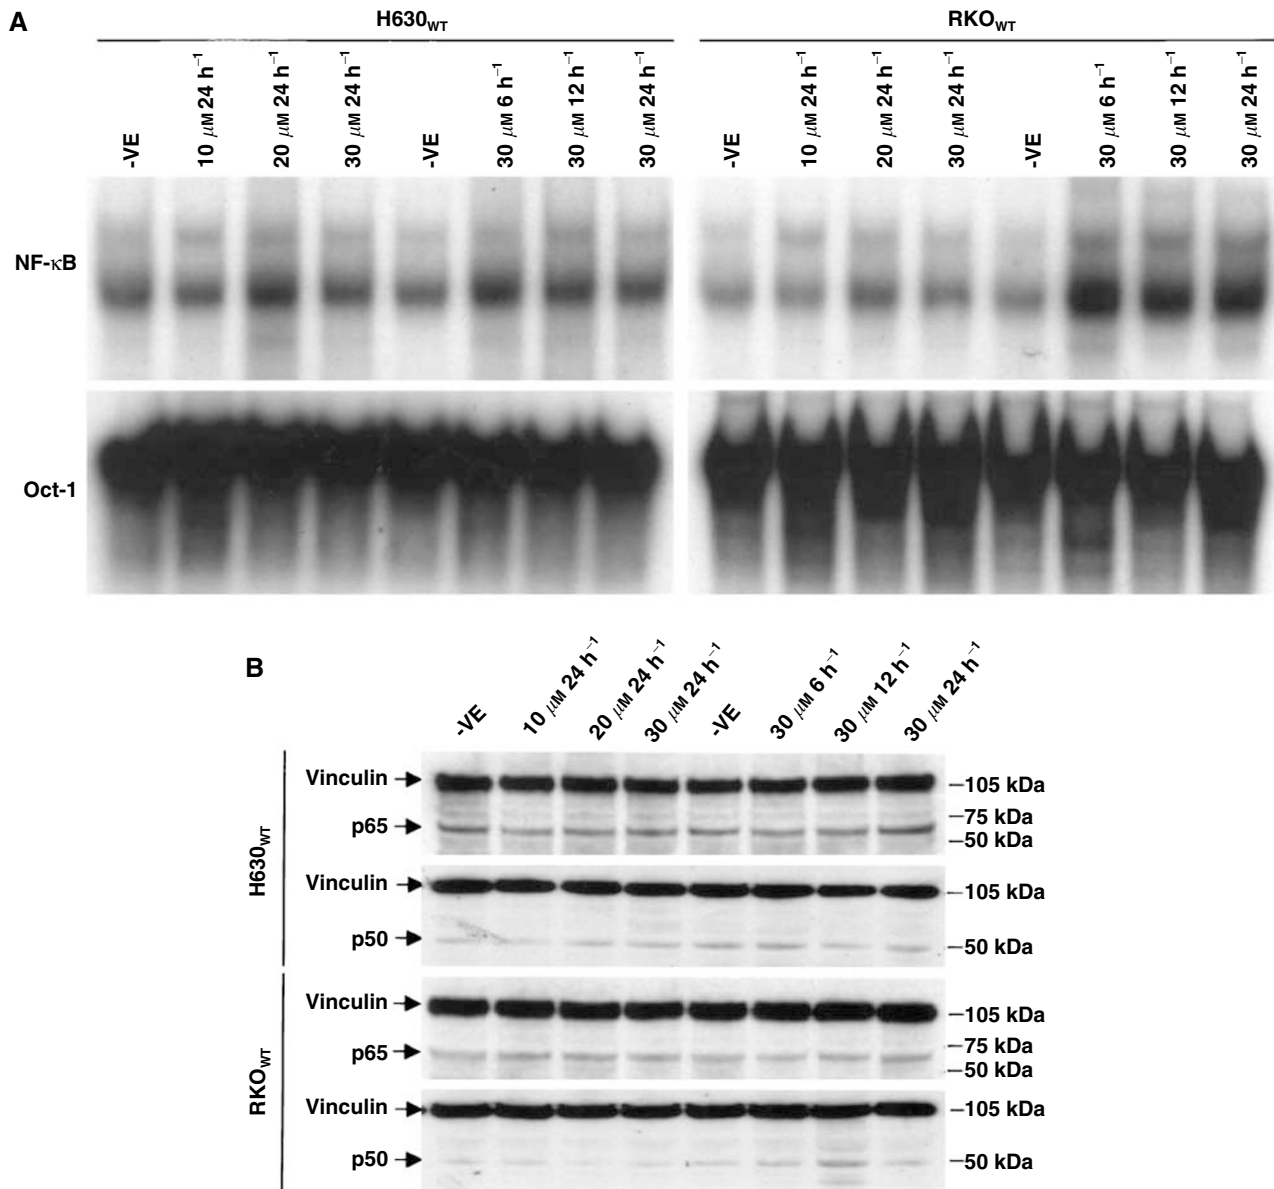 A
H630WT
RKOWT
-VE
10 μM 24 h−1
20 μM 24 h−1
30 μM 24 h−1
-VE
30 μM 6 h−1
30 μM 12 h−1
30 μM 24 h−1
-VE
10 μM 24 h−1
20 μM 24 h−1
30 μM 24 h−1
-VE
30 μM 6 h−1
30 μM 12 h−1
30 μM 24 h−1
NF-κB
Oct-1
B
-VE
10 μM 24 h−1
20 μM 24 h−1
30 μM 24 h−1
-VE
30 μM 6 h−1
30 μM 12 h−1
30 μM 24 h−1
H630WT
Vinculin
105 kDa
75 kDa
p65
50 kDa
Vinculin
105 kDa
p50
50 kDa
RKOWT
Vinculin
105 kDa
75 kDa
p65
50 kDa
Vinculin
105 kDa
p50
50 kDa